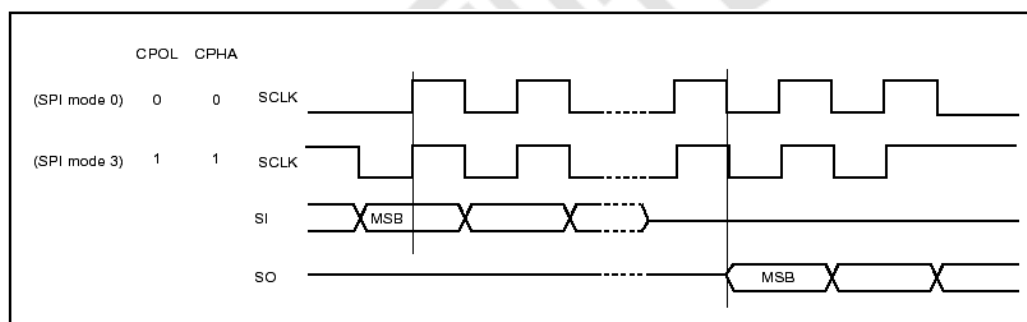 CPOL CPHA
(SPI mode 0) 0 0 SCLK
(SPI mode 3) 1 1 SCLK
SI MSB
SO MSB